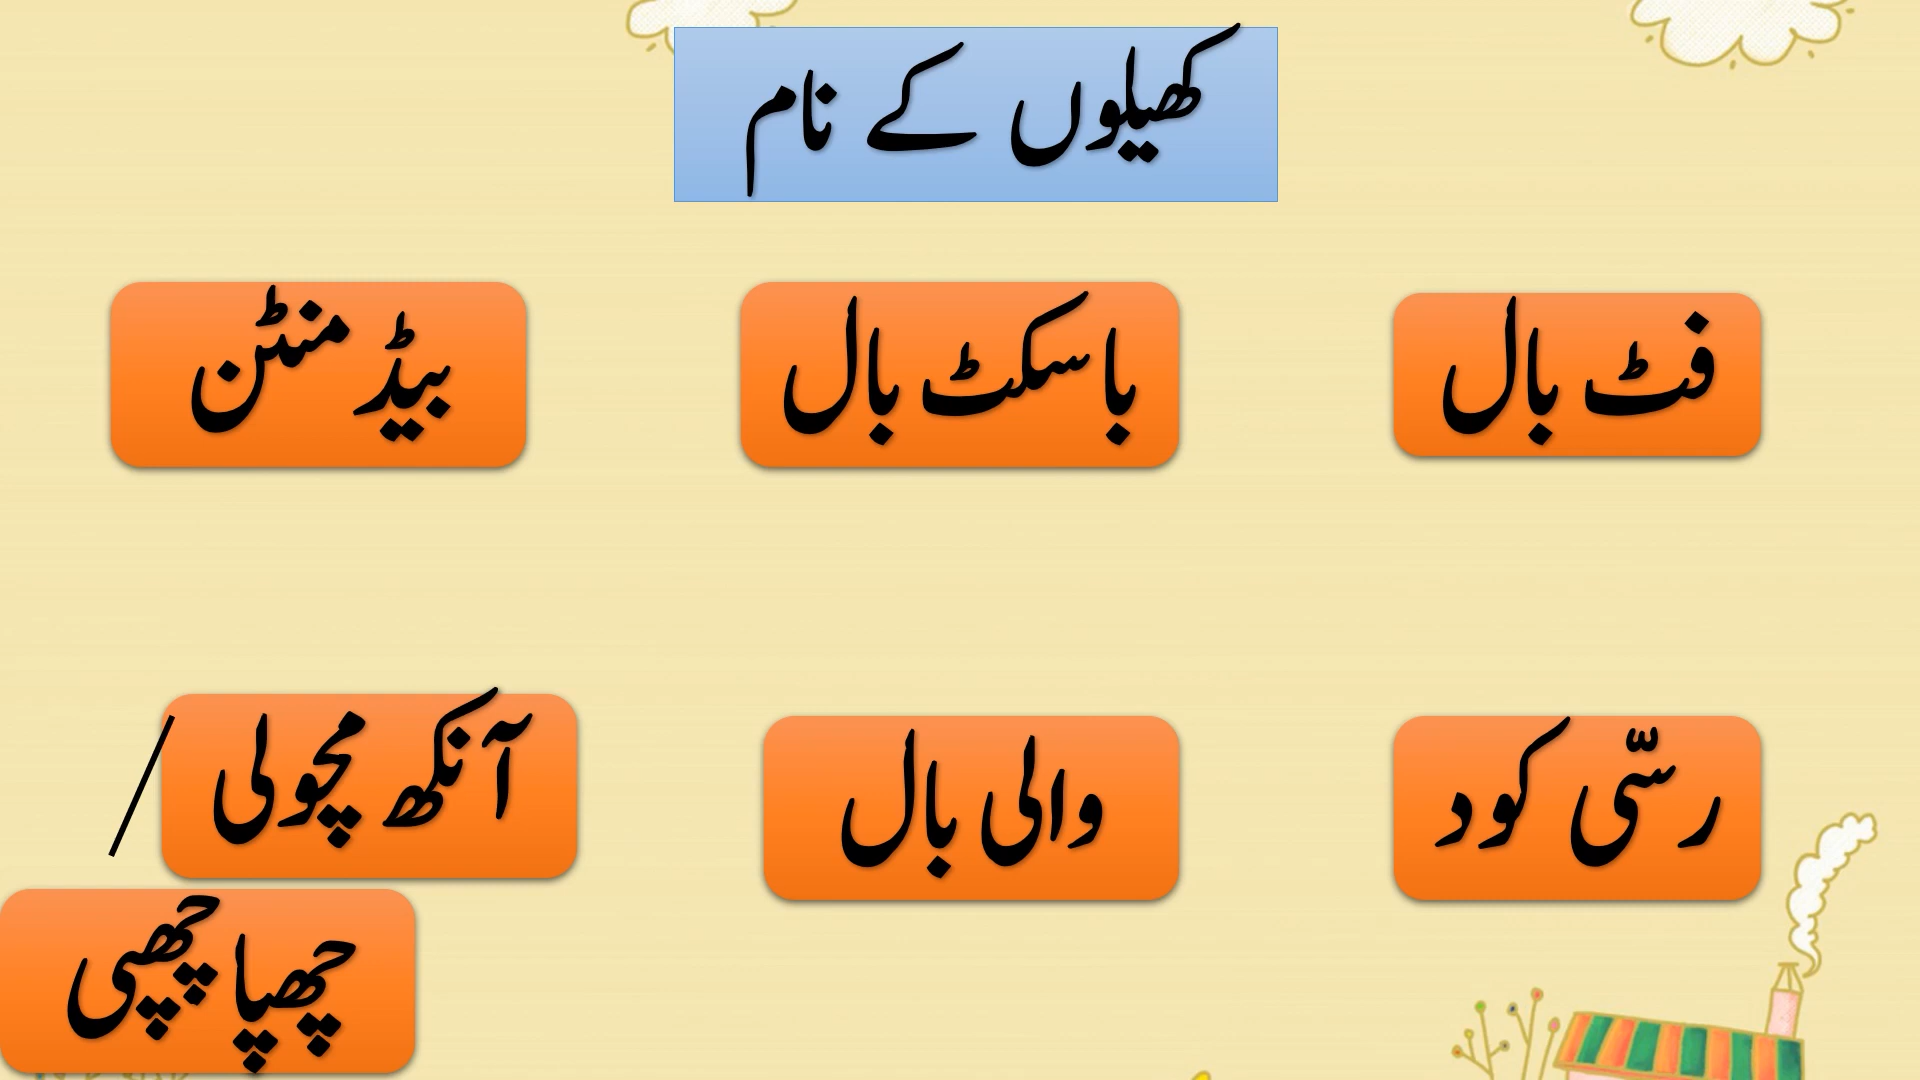 کھیلوں کے نام
فٹ بال
باسکٹ بال
بیڈمنٹن
رسّی کود
والی بال
آنکھ مچولی /
چھپا چھپی